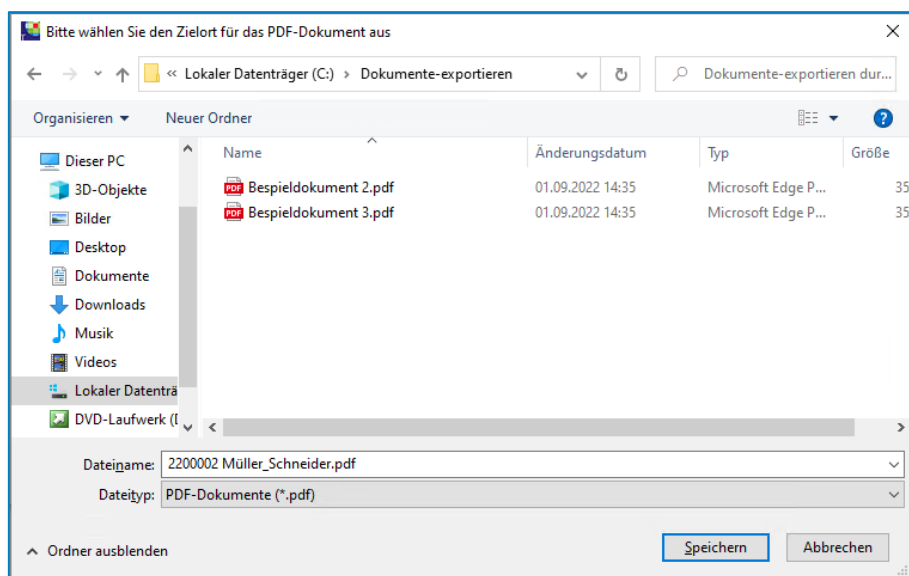 Bitte wählen Sie den Zielort für das PDF-Dokument aus
« Lokaler Datenträger (C:) › Dokumente-exportieren
Dokumente-exportieren dur...
Organisieren Neuer Ordner
Dieser PC
Name Änderungsdatum Typ Größe
3D-Objekte
PDF Bespieldokument 2.pdf 01.09.2022 14:35 Microsoft Edge P... 35
Bilder
PDF Bespieldokument 3.pdf 01.09.2022 14:35 Microsoft Edge P... 35
Desktop
Dokumente
Downloads
Musik
Videos
Lokaler Datenträ
DVD-Laufwerk (
Dateiname: 2200002 Müller_Schneider.pdf
Dateityp: PDF-Dokumente (*.pdf)
Ordner ausblenden
Speichern Abbrechen